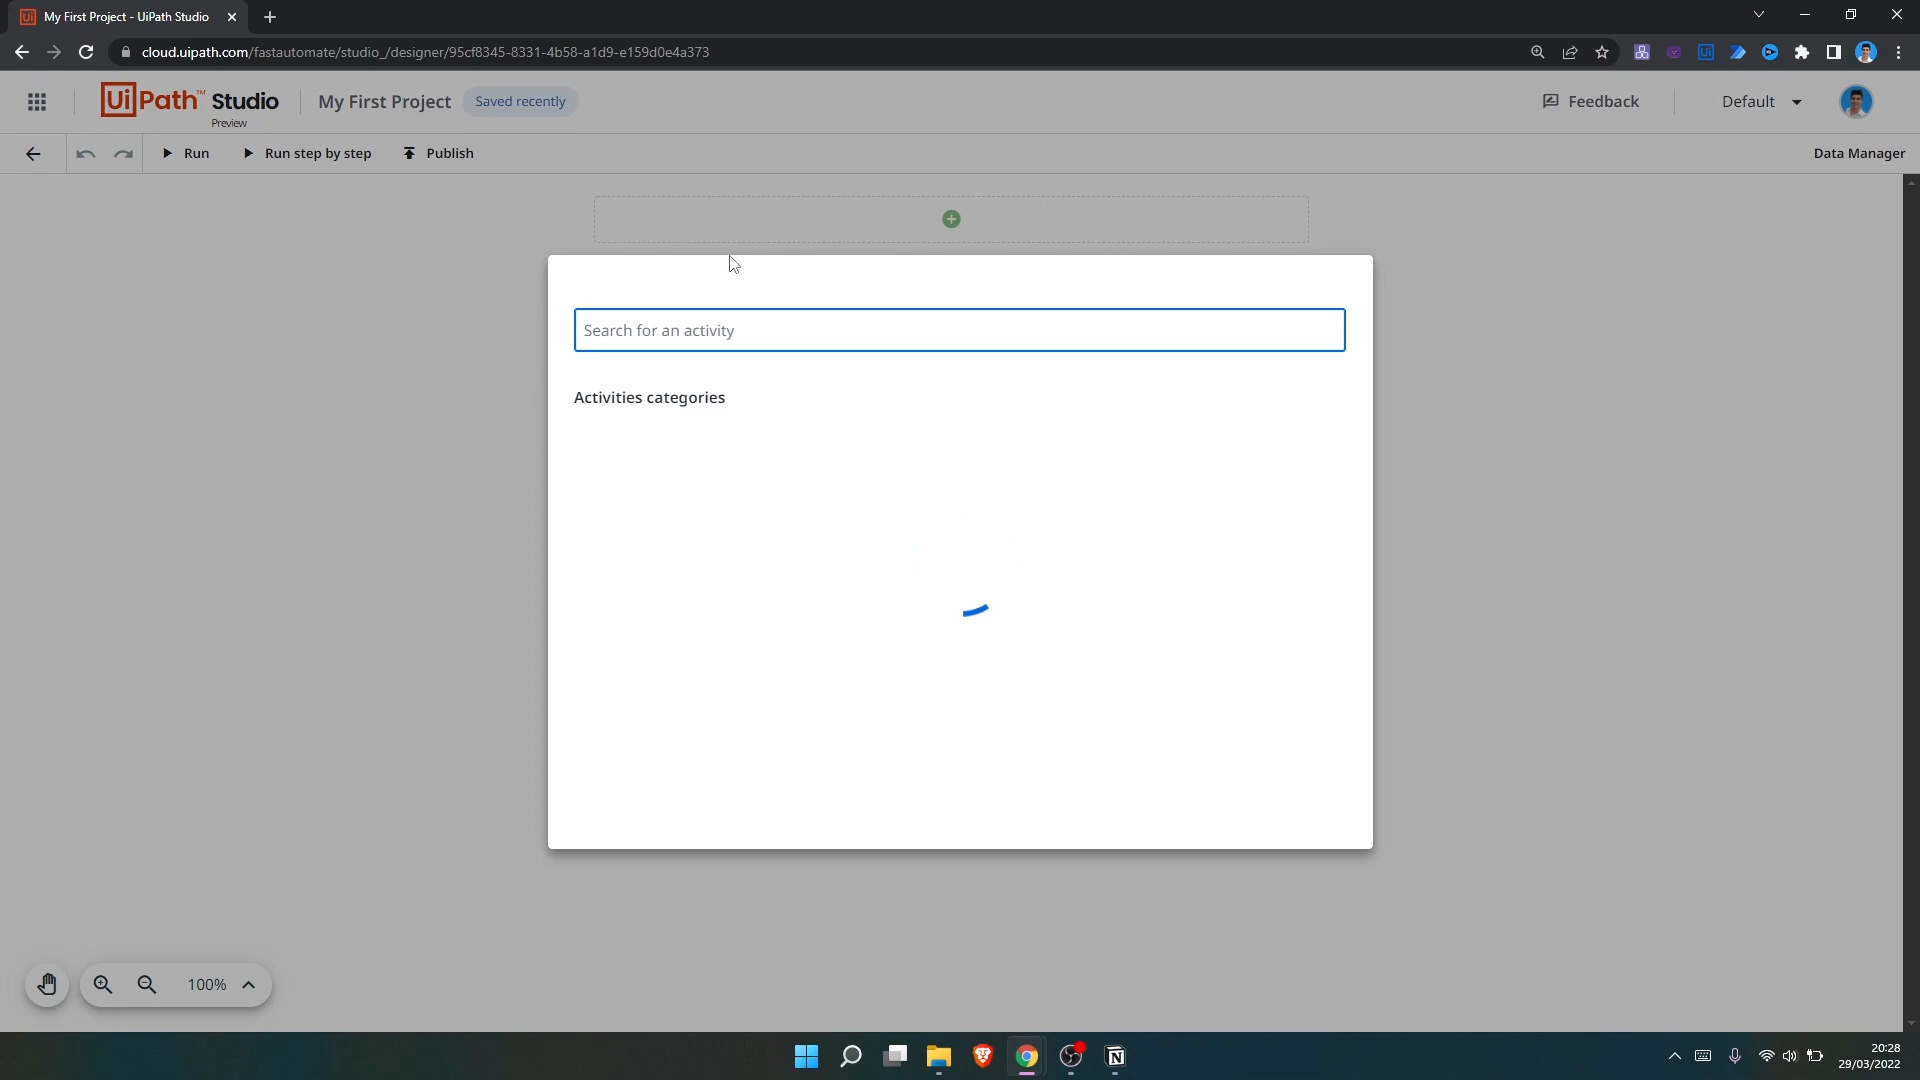 My First Project - UiPath Studio
cloud.uipath.com/fastautomate/studio_/designer/95cf8345-8331-4b58-a1d9-e159d0e4a373
UiPath™ Studio
Preview
My First Project
Saved recently
Feedback
Default
Run
Run step by step
Publish
Data Manager
Search for an activity
Activities categories
100%
20:28
29/03/2022